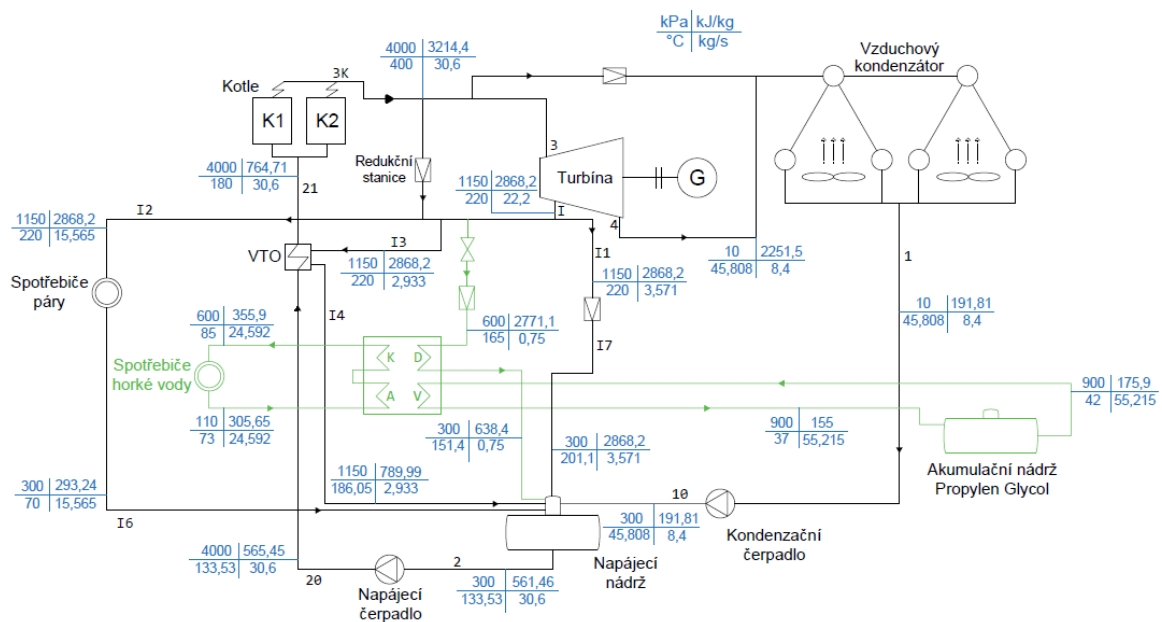 kPa kJ/kg
°C kg/s
4000 3214,4
400 30,6
Vzduchový
kondenzátor
3K
Kotle
K1
K2
4000 764,71
180 30,6
21
Redukční
stanice
3
Turbína
G
1150 2868,2
220 22,2
I
4
I2
1150 2868,2
220 15,565
VTO
I3
1150 2868,2
220 2,933
I1
1150 2868,2
220 3,571
10 2251,5
45,808 8,4
1
10 191,81
45,808 8,4
Spotřebiče
páry
I4
600 355,9
85 24,592
600 2771,1
165 0,75
I7
Spotřebiče
horké vody
K D
A V
110 305,65
73 24,592
300 638,4
151,4 0,75
900 155
37 55,215
900 175,9
42 55,215
Akumulační nádrž
Propylen Glycol
300 2868,2
201,1 3,571
1150 789,99
186,05 2,933
300 293,24
70 15,565
I6
10
300 191,81
45,808 8,4
Kondenzační
čerpadlo
Napájecí
nádrž
4000 565,45
133,53 30,6
20
2
Napájecí
čerpadlo
300 561,46
133,53 30,6